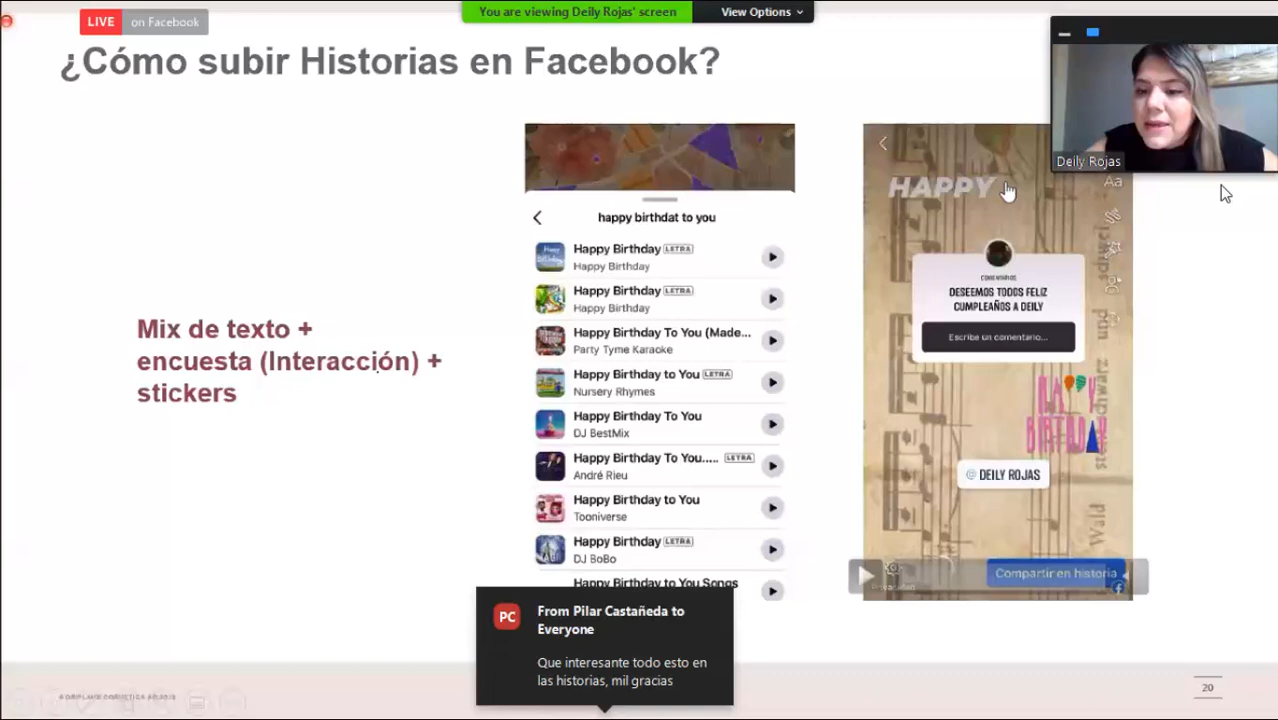 LIVE on Facebook
You are viewing Deily Rojas' screen
View Options
¿Cómo subir Historias en Facebook?
Deily Rojas
Mix de texto +
encuesta (Interacción) +
stickers
happy birthdat to you
Happy Birthday LETRA
Happy Birthday
Happy Birthday LETRA
Happy Birthday
Happy Birthday To You (Made...
Party Tyme Karaoke
Happy Birthday to You LETRA
Nursery Rhymes
Happy Birthday To You
DJ BestMix
Happy Birthday To You..... LETRA
André Rieu
Happy Birthday to You
Tooniverse
Happy Birthday LETRA
DJ BoBo
Happy Birthday to You Songs
HAPPY
Aa
COMENTARIOS
DESEEMOS TODOS FELIZ
CUMPLEAÑOS A DEILY
Escribe un comentario...
HAPPY
BIRTHDAY
@ DEILY ROJAS
und
Wald
Compartir en historia
PC
From Pilar Castañeda to
Everyone
Que interesante todo esto en
las historias, mil gracias
20